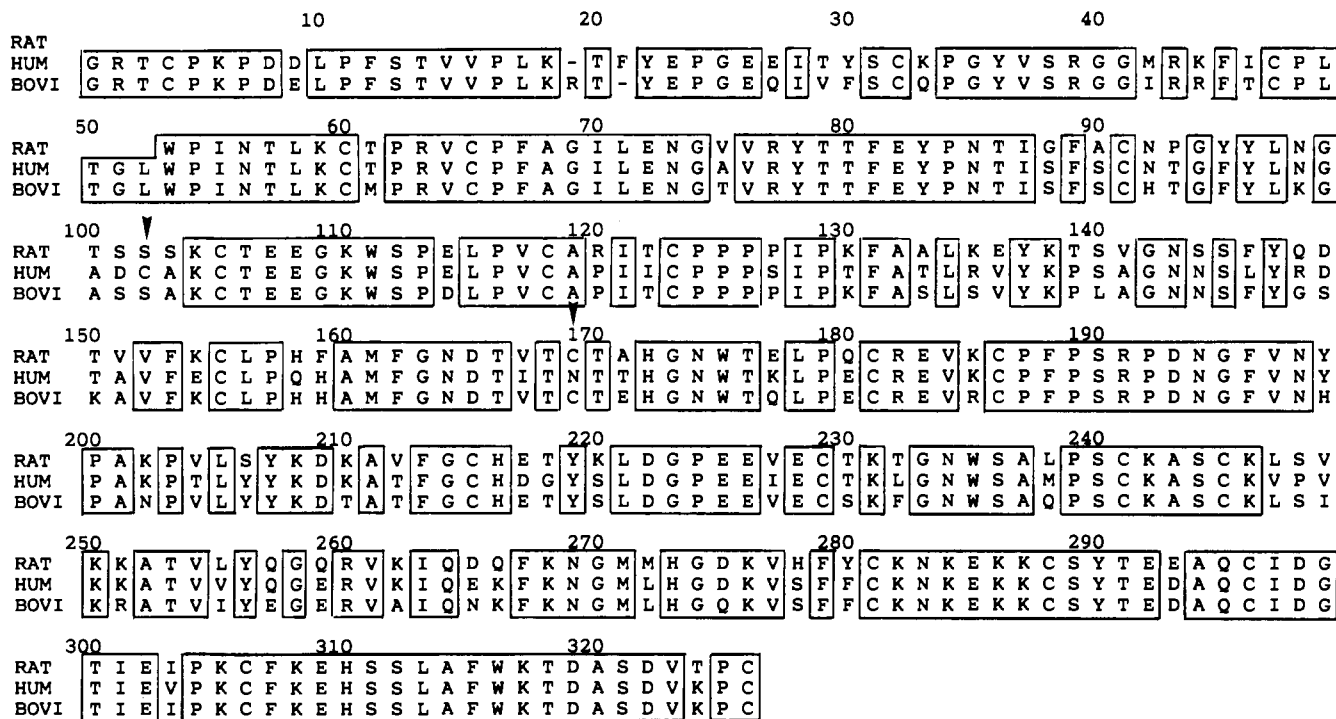 10 20 30 40
RAT
HUM G R T C P K P D D L P F S T V V P L K - T F Y E P G E E I T Y S C K P G Y V S R G G M R K F I C P L
BOVI G R T C P K P D E L P F S T V V P L K R T - Y E P G E Q I V F S C Q P G Y V S R G G I R R F T C P L
50 60 70 80 90
RAT W P I N T L K C T P R V C P F A G I L E N G V V R Y T T F E Y P N T I G F A C N P G Y Y L N G
HUM T G L W P I N T L K C T P R V C P F A G I L E N G A V R Y T T F E Y P N T I S F S C N T G F Y L N G
BOVI T G L W P I N T L K C M P R V C P F A G I L E N G T V R Y T T F E Y P N T I S F S C H T G F Y L K G
100 110 120 130 140
RAT T S S S K C T E E G K W S P E L P V C A R I T C P P P P I P K F A A L K E Y K T S V G N S S F Y Q D
HUM A D C A K C T E E G K W S P E L P V C A P I I C P P P S I P T F A T L R V Y K P S A G N N S L Y R D
BOVI A S S A K C T E E G K W S P D L P V C A P I T C P P P P I P K F A S L S V Y K P L A G N N S F Y G S
150 160 170 180 190
RAT T V V F K C L P H F A M F G N D T V T C T A H G N W T E L P Q C R E V K C P F P S R P D N G F V N Y
HUM T A V F E C L P Q H A M F G N D T I T N T T H G N W T K L P E C R E V K C P F P S R P D N G F V N Y
BOVI K A V F K C L P H H A M F G N D T V T C T E H G N W T Q L P E C R E V R C P F P S R P D N G F V N H
200 210 220 230 240
RAT P A K P V L S Y K D K A V F G C H E T Y K L D G P E E V E C T K T G N W S A L P S C K A S C K L S V
HUM P A K P T L Y Y K D K A T F G C H D G Y S L D G P E E I E C T K L G N W S A M P S C K A S C K V P V
BOVI P A N P V L Y Y K D T A T F G C H E T Y S L D G P E E V E C S K F G N W S A Q P S C K A S C K L S I
250 260 270 280 290
RAT K K A T V L Y Q G Q R V K I Q D Q F K N G M M H G D K V H F Y C K N K E K K C S Y T E E A Q C I D G
HUM K K A T V V Y Q G E R V K I Q E K F K N G M L H G D K V S F F C K N K E K K C S Y T E D A Q C I D G
BOVI K R A T V I Y E G E R V A I Q N K F K N G M L H G Q K V S F F C K N K E K K C S Y T E D A Q C I D G
300 310 320
RAT T I E I P K C F K E H S S L A F W K T D A S D V T P C
HUM T I E V P K C F K E H S S L A F W K T D A S D V K P C
BOVI T I E I P K C F K E H S S L A F W K T D A S D V K P C